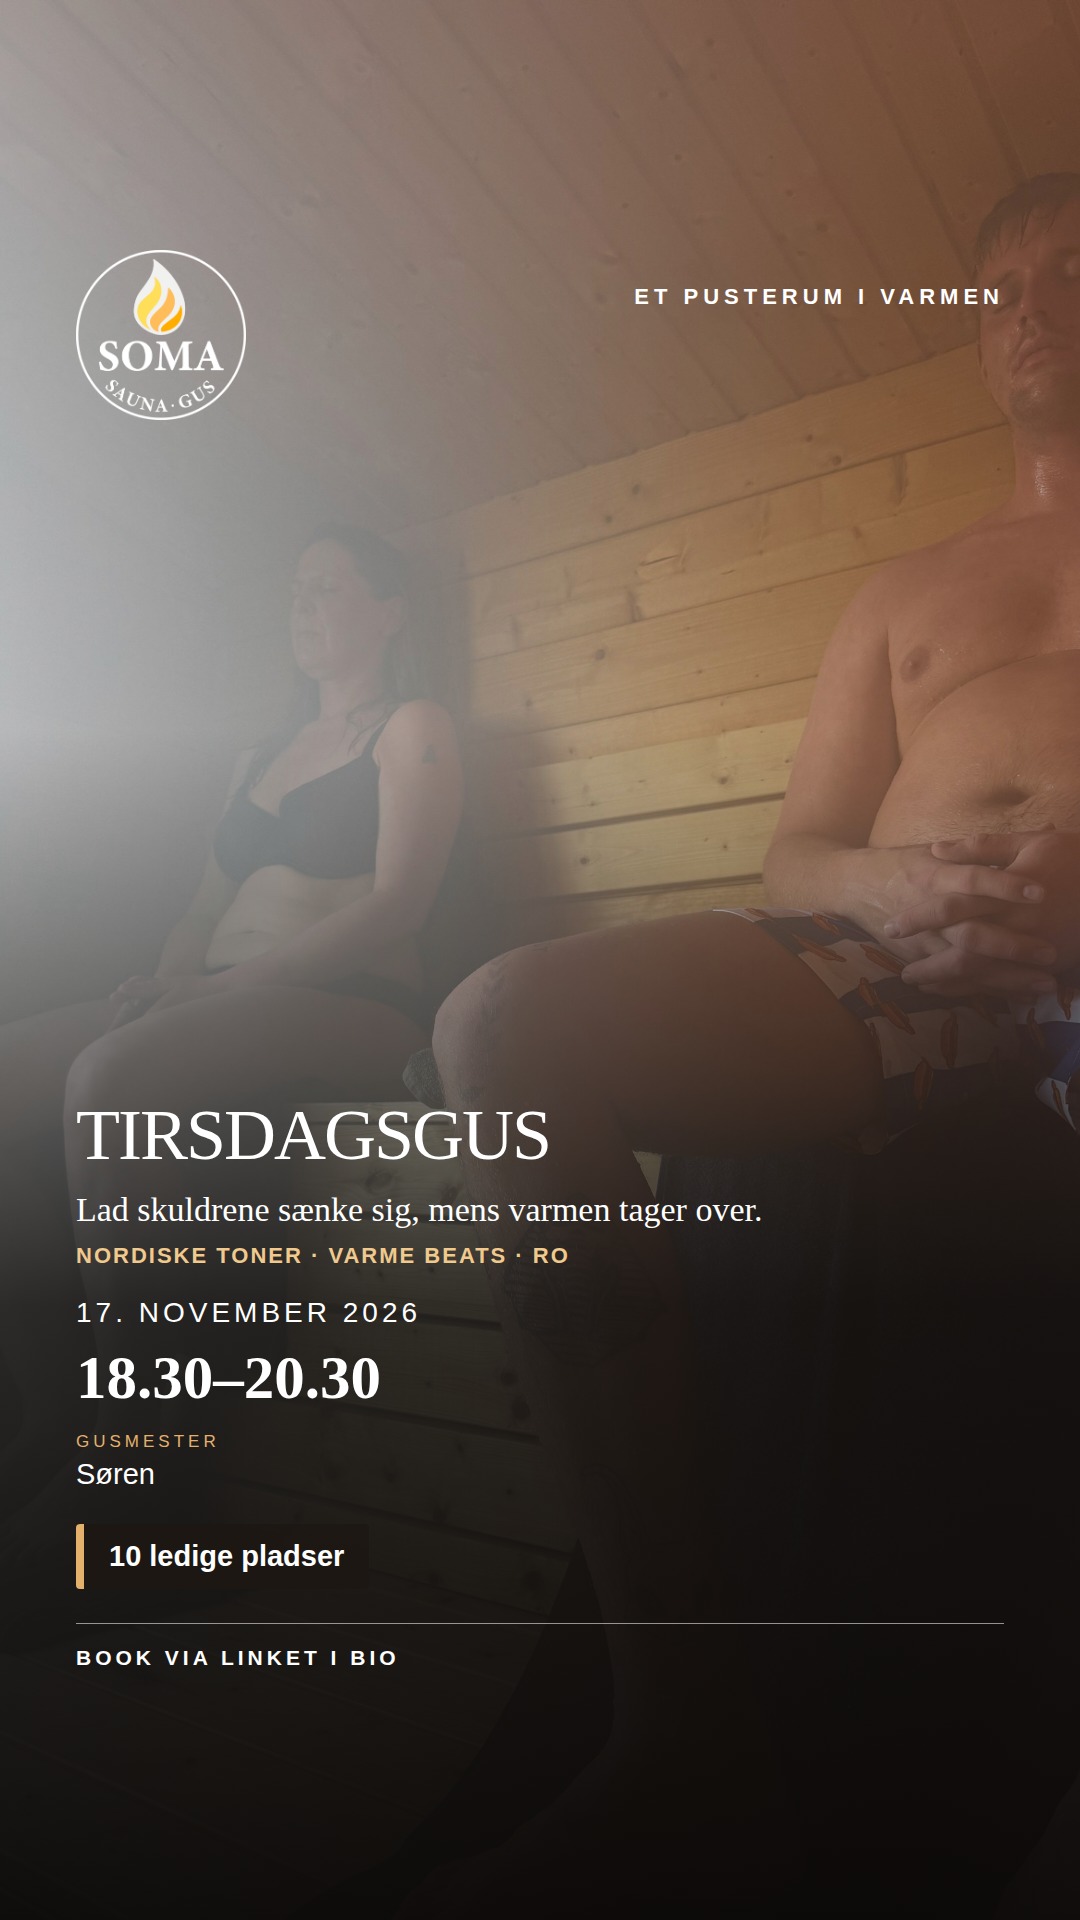 SOMA
SAUNA·GUS
ET PUSTERUM I VARMEN
TIRSDAGSGUS
Lad skuldrene sænke sig, mens varmen tager over.
NORDISKE TONER · VARME BEATS · RO
17. NOVEMBER 2026
18.30–20.30
GUSMESTER
Søren
10 ledige pladser
BOOK VIA LINKET I BIO